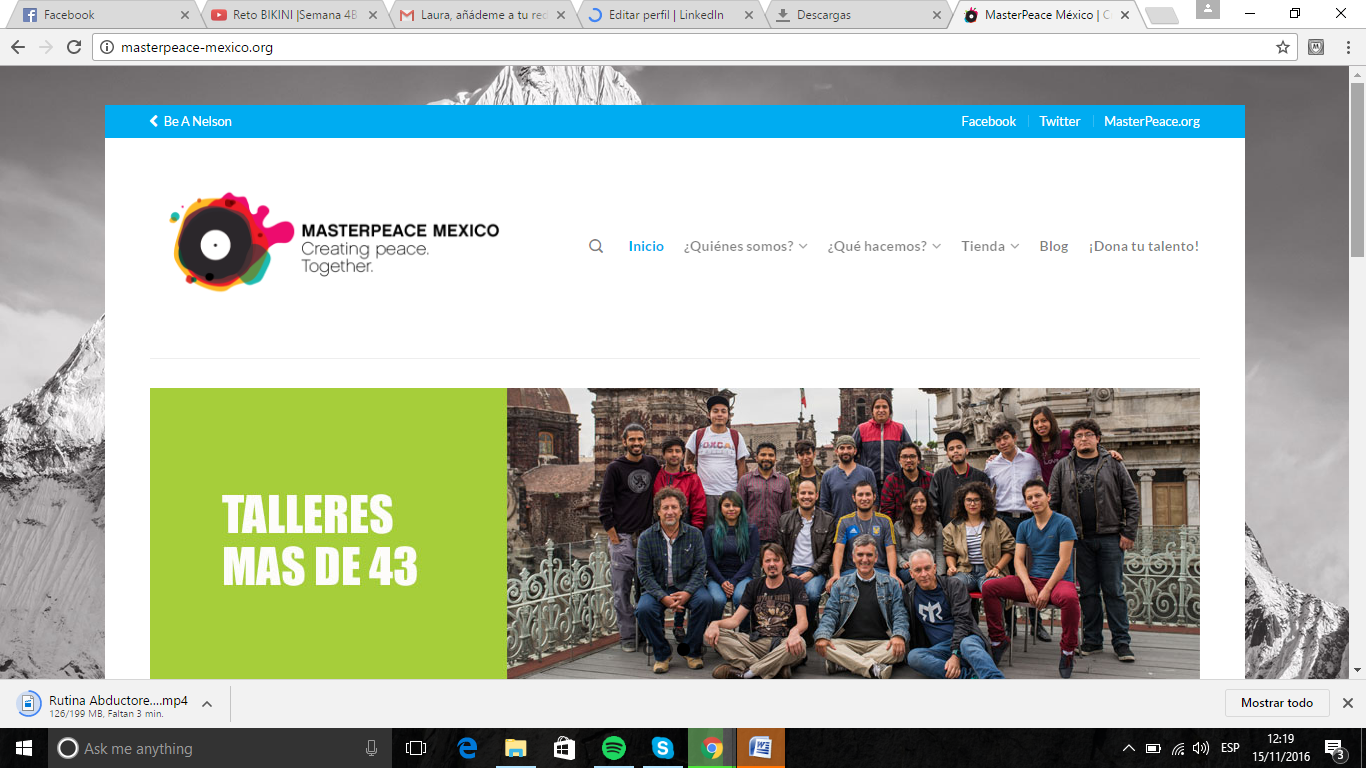 Facebook
Reto BIKINI |Semana 4B
Laura, añádeme a tu red
Editar perfil | LinkedIn
Descargas
MasterPeace México | C
masterpeace-mexico.org
Be A Nelson
Facebook
Twitter
MasterPeace.org
MASTERPEACE MEXICO
Creating peace.
Together.
Inicio
¿Quiénes somos?
¿Qué hacemos?
Tienda
Blog
¡Dona tu talento!
TALLERES
MAS DE 43
Rutina Abductore....mp4
126/199 MB, Faltan 3 min.
Mostrar todo
Ask me anything
ESP
12:19
15/11/2016
3